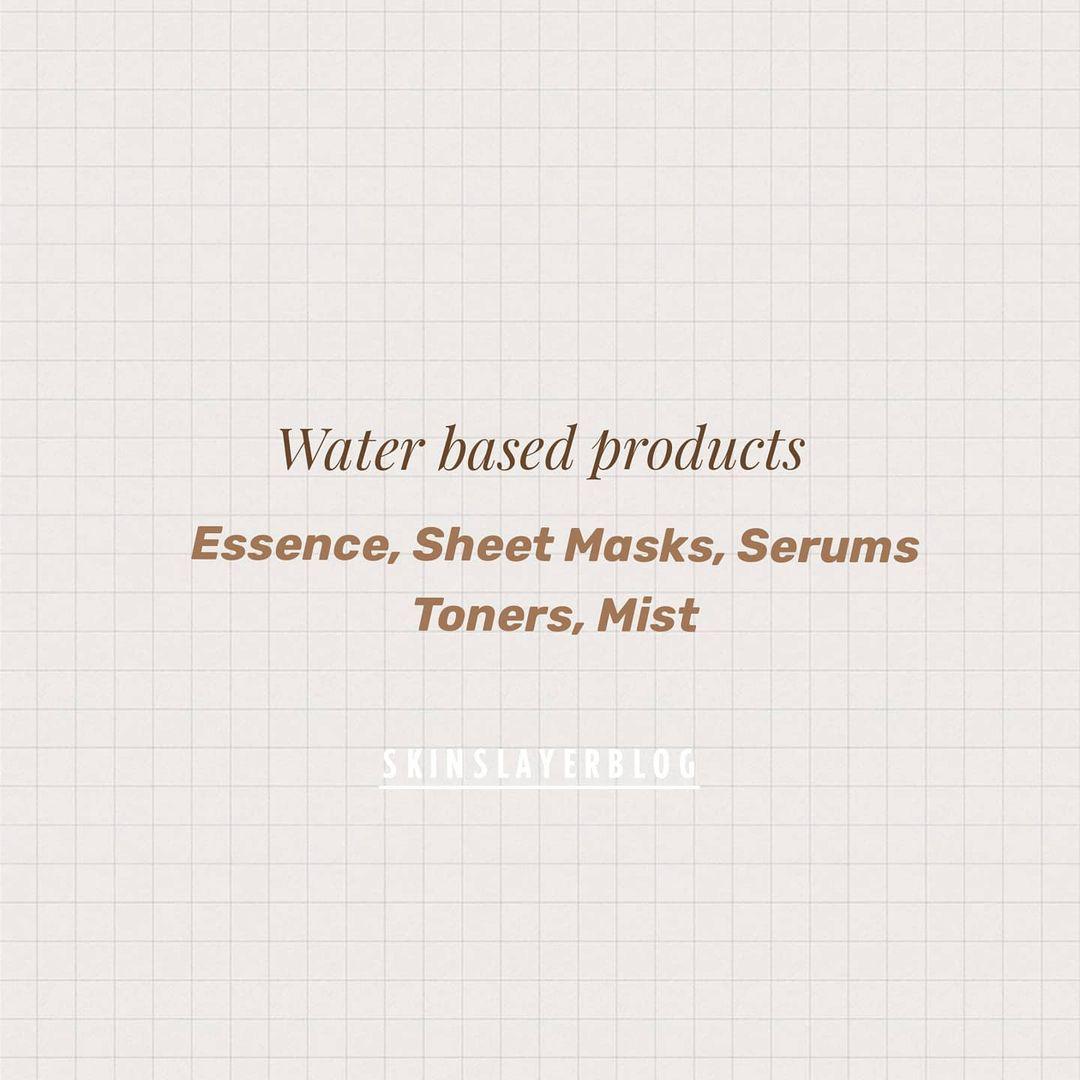 Water based products
Essence, Sheet Masks, Serums
Toners, Mist
SKINSLAYERBLOG